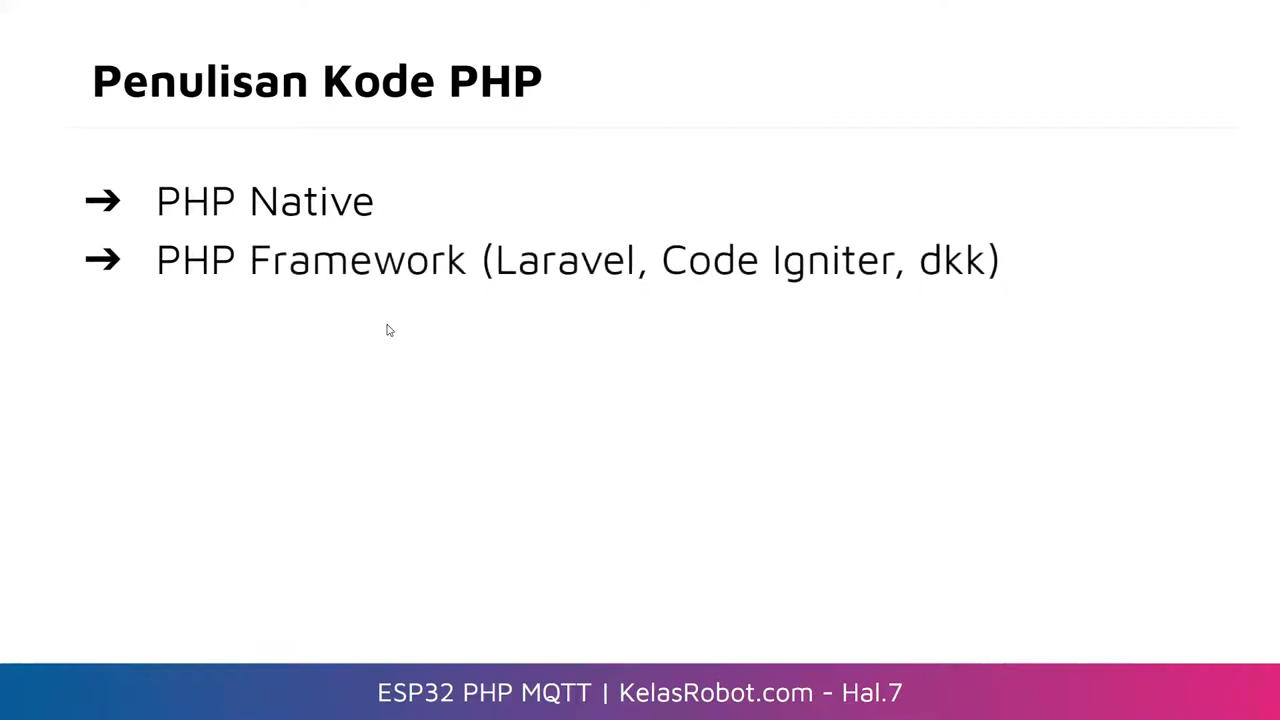 Penulisan Kode PHP
➔ PHP Native
➔ PHP Framework (Laravel, Code Igniter, dkk)
ESP32 PHP MQTT | KelasRobot.com - Hal.7